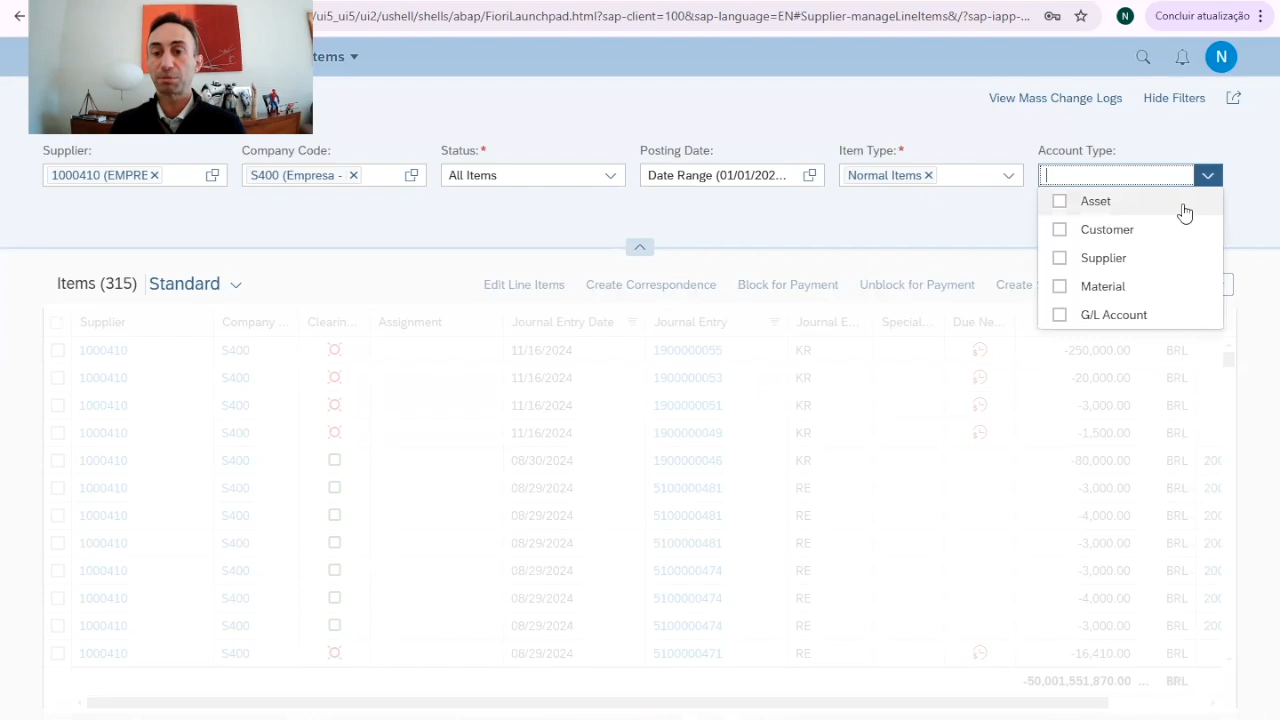 /ui5_ui5/ui2/ushell/shells/abap/FioriLaunchpad.html?sap-client=100&sap-language=EN#Supplier-manageLineItems&/?sap-iapp-...
N
Concluir atualização
tems
N
View Mass Change Logs
Hide Filters
Supplier:
Company Code:
Status:*
Posting Date:
Item Type:*
Account Type:
1000410 (EMPRE
S400 (Empresa -
All Items
Date Range (01/01/202...
Normal Items
Asset
Customer
Supplier
Material
G/L Account
Items (315) Standard
Edit Line Items
Create Correspondence
Block for Payment
Unblock for Payment
Create
Supplier Company ... Clearin... Assignment Journal Entry Date Journal Entry Journal E... Special... Due Ne...
1000410 S400 11/16/2024 1900000055 KR -250,000.00 BRL
1000410 S400 11/16/2024 1900000053 KR -20,000.00 BRL
1000410 S400 11/16/2024 1900000051 KR -3,000.00 BRL
1000410 S400 11/16/2024 1900000049 KR -1,500.00 BRL
1000410 S400 08/30/2024 1900000046 KR -80,000.00 BRL 200
1000410 S400 08/29/2024 5100000481 RE -3,000.00 BRL 200
1000410 S400 08/29/2024 5100000481 RE -4,000.00 BRL 200
1000410 S400 08/29/2024 5100000481 RE -3,000.00 BRL 200
1000410 S400 08/29/2024 5100000474 RE -3,000.00 BRL 200
1000410 S400 08/29/2024 5100000474 RE -4,000.00 BRL 200
1000410 S400 08/29/2024 5100000474 RE -3,000.00 BRL 200
1000410 S400 08/29/2024 5100000471 RE -16,410.00 BRL
-50,001,551,870.00 ... BRL